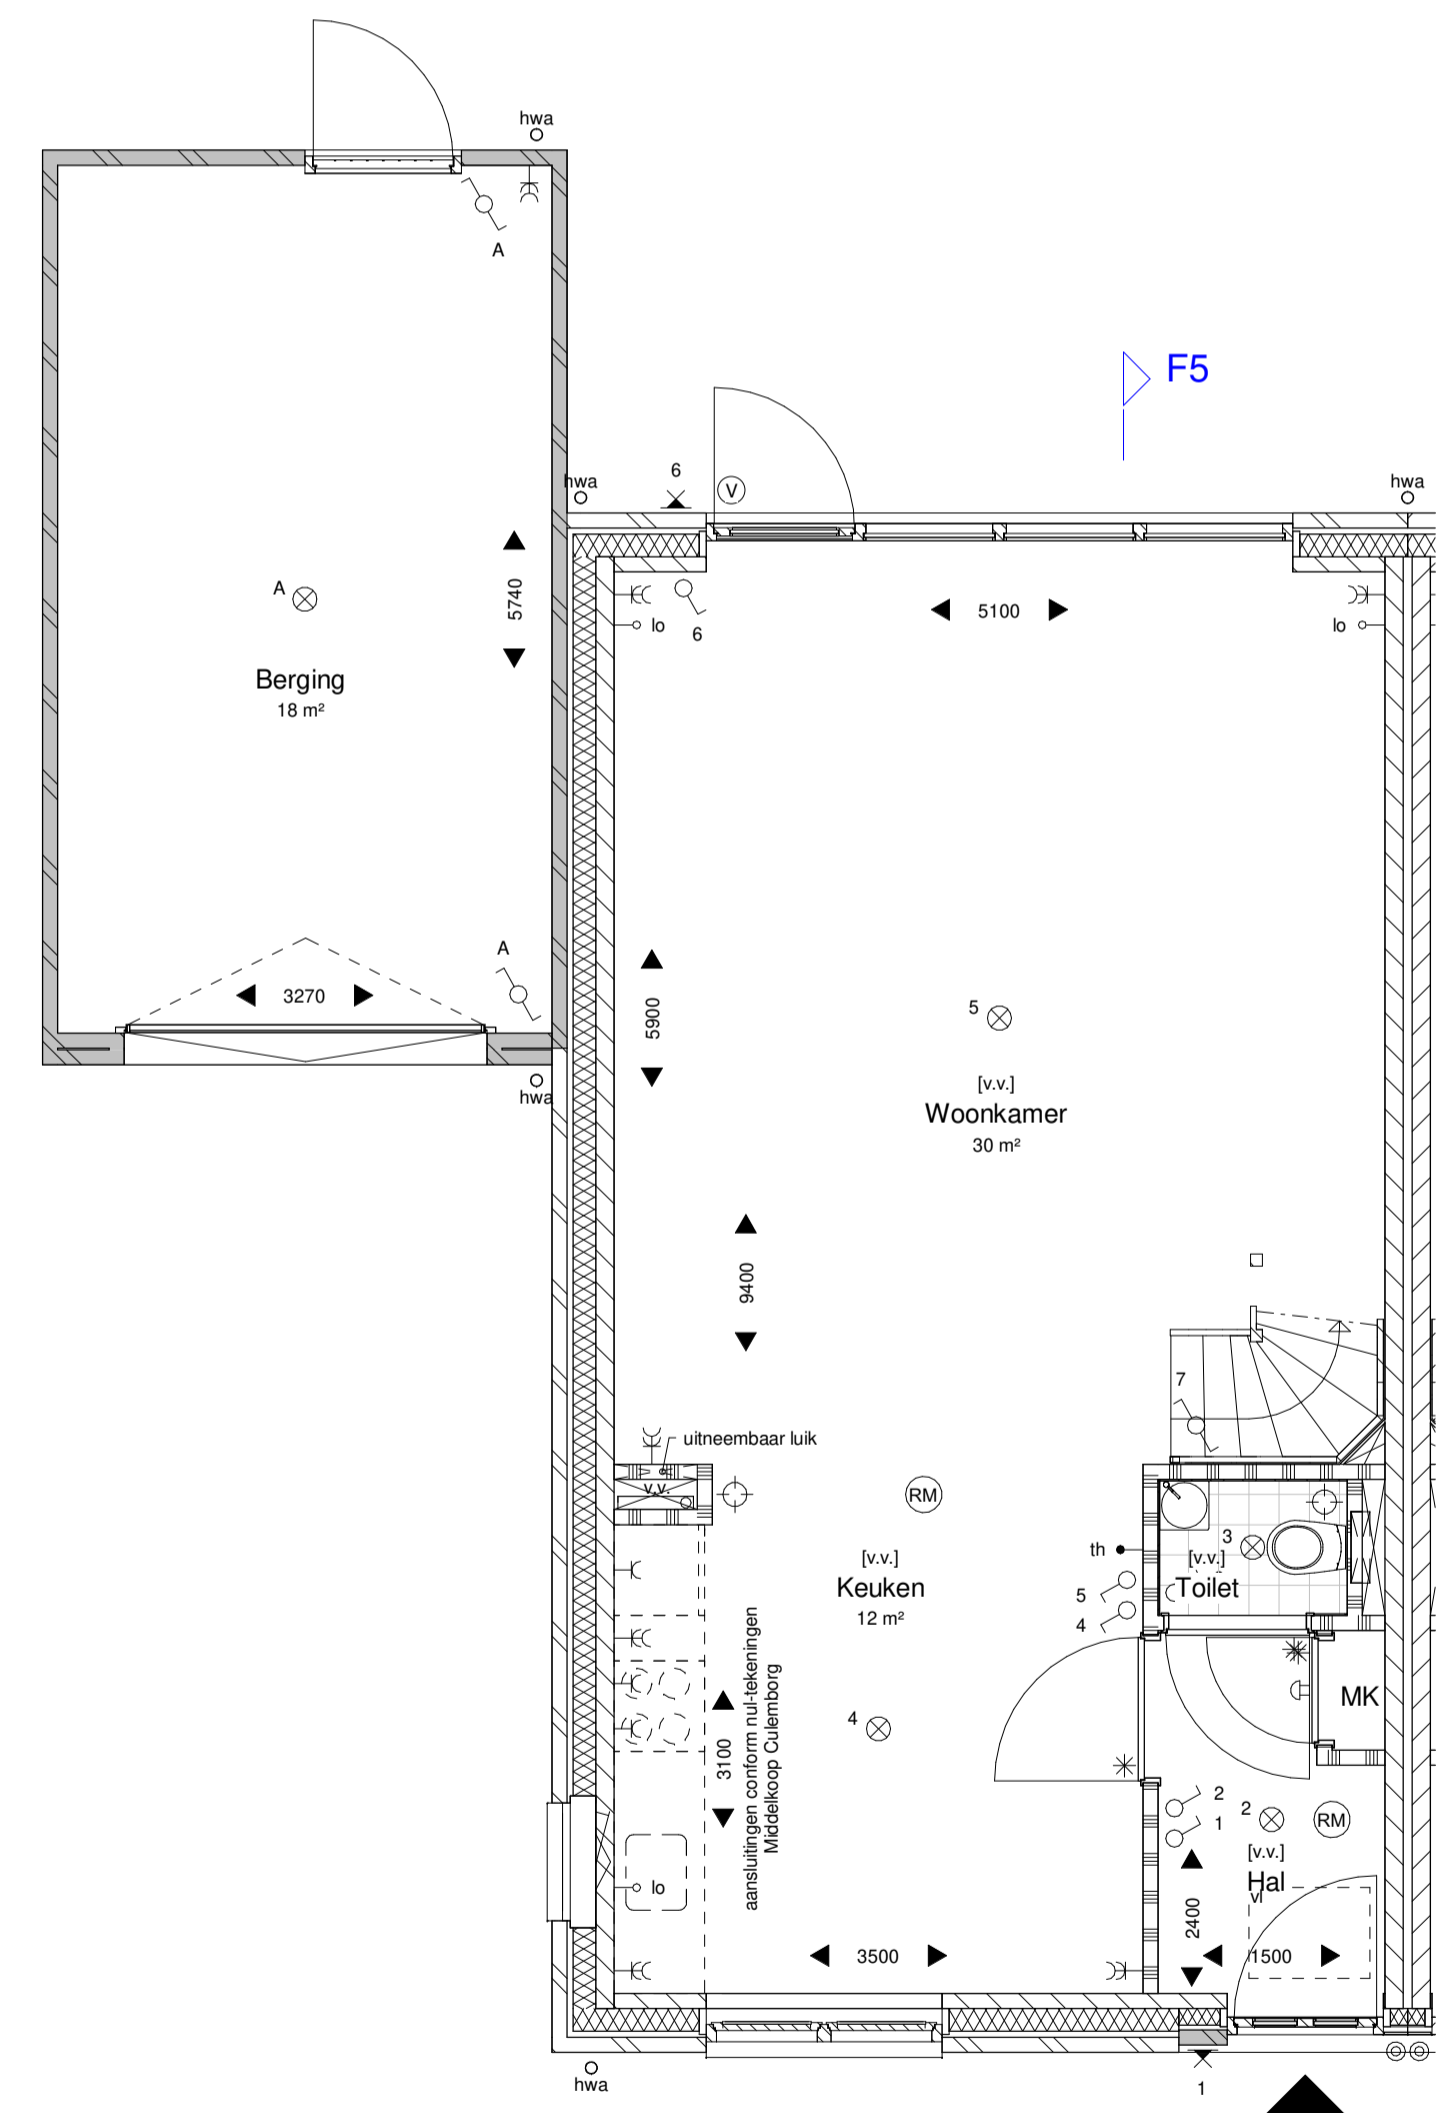 hwa
A
F5
6
V
hwa
hwa
A
5740
6
lo
5100
lo
Berging
18 m²
A
3270
5900
5
[v.v.]
Woonkamer
30 m²
hwa
9400
7
uitneembaar luik
v.v.
RM
3
th
[v.v.]
Toilet
[v.v.]
Keuken
12 m²
5
4
aansluitingen conform nul-tekeningen
Middelkoop Culemborg
3100
4
MK
2
1
2
RM
[v.v.]
Hal
vl
lo
2400
3500
1500
hwa
1